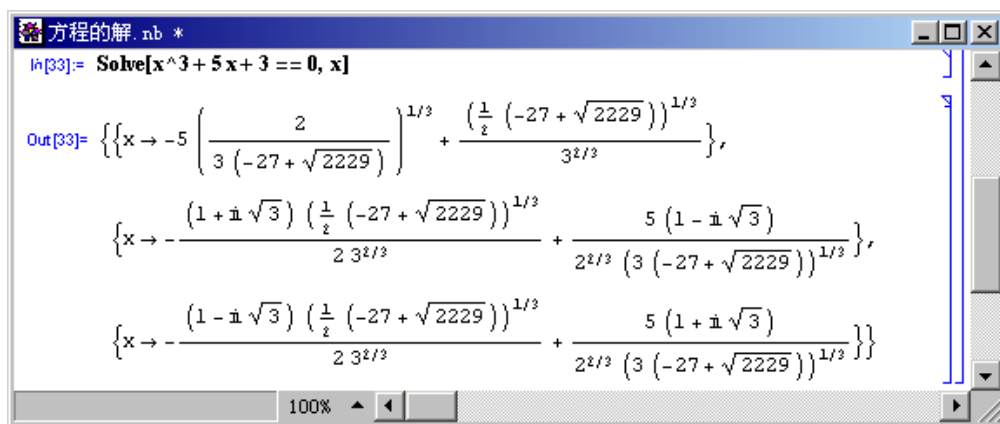 方程的解.nb *
In[33]:= Solve[x^3 + 5 x + 3 == 0, x]
Out[33]= {{x → -5 (2 / (3 (-27 + √2229)))^(1/3) + (1/2 (-27 + √2229))^(1/3) / 3^(2/3)},
{x → -(1 + i √3) (1/2 (-27 + √2229))^(1/3) / (2 3^(2/3)) + 5 (1 - i √3) / (2^(2/3) (3 (-27 + √2229))^(1/3))},
{x → -(1 - i √3) (1/2 (-27 + √2229))^(1/3) / (2 3^(2/3)) + 5 (1 + i √3) / (2^(2/3) (3 (-27 + √2229))^(1/3))}}
100%